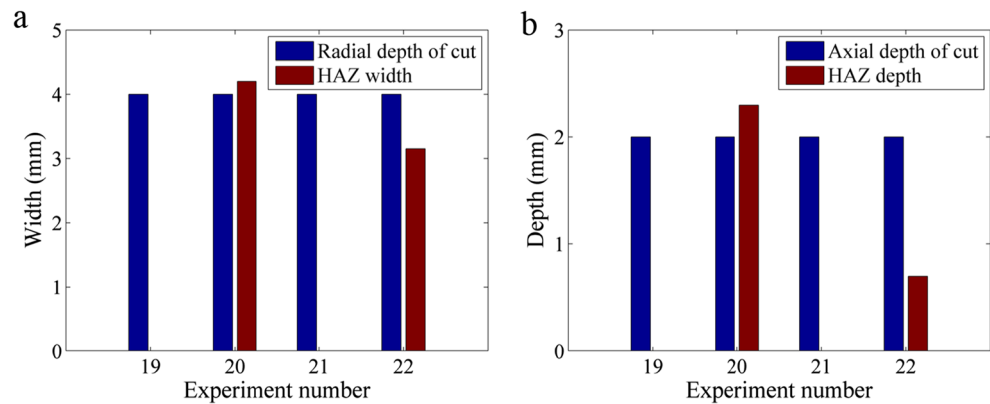 a
5
4
3
2
1
0
Width (mm)
Radial depth of cut
HAZ width
19 20 21 22
Experiment number
b
3
2
1
0
Depth (mm)
Axial depth of cut
HAZ depth
19 20 21 22
Experiment number